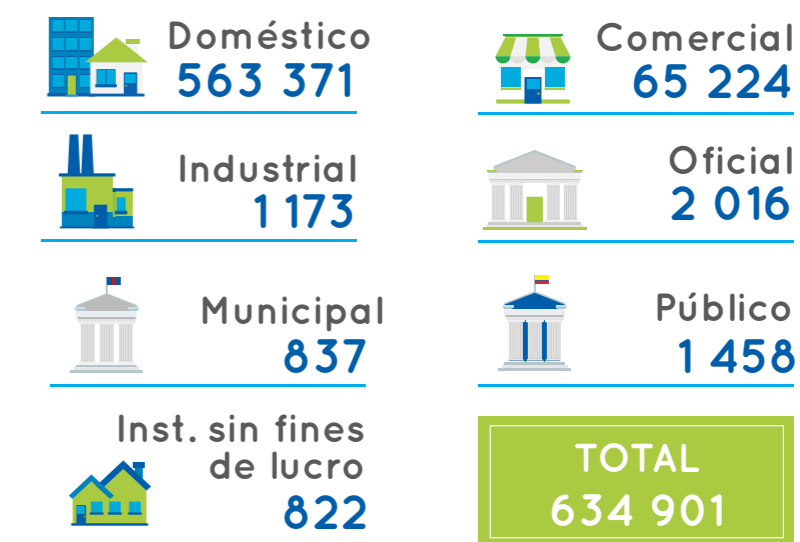 Doméstico
563 371
Comercial
65 224
Industrial
1 173
Oficial
2 016
Municipal
837
Público
1 458
Inst. sin fines
de lucro
822
TOTAL
634 901